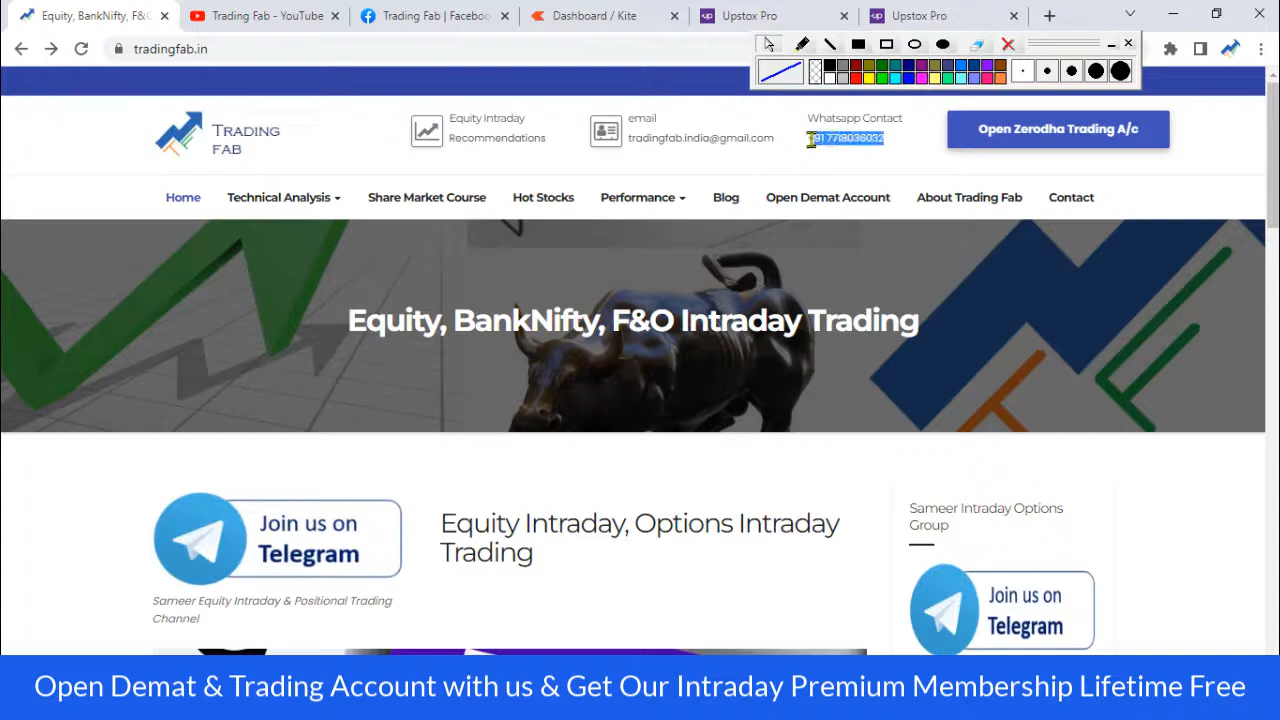 Equity, BankNifty, F&O
Trading Fab - YouTube
Trading Fab | Faceboo
Dashboard / Kite
Upstox Pro
Upstox Pro
tradingfab.in
TRADING
FAB
Equity Intraday
Recommendations
email
tradingfab.india@gmail.com
Whatsapp Contact
7718036032
Open Zerodha Trading A/c
Home
Technical Analysis
Share Market Course
Hot Stocks
Performance
Blog
Open Demat Account
About Trading Fab
Contact
Equity, BankNifty, F&O Intraday Trading
Join us on
Telegram
Sameer Equity Intraday & Positional Trading
Channel
Equity Intraday, Options Intraday
Trading
Sameer Intraday Options
Group
Join us on
Telegram
Open Demat & Trading Account with us & Get Our Intraday Premium Membership Lifetime Free